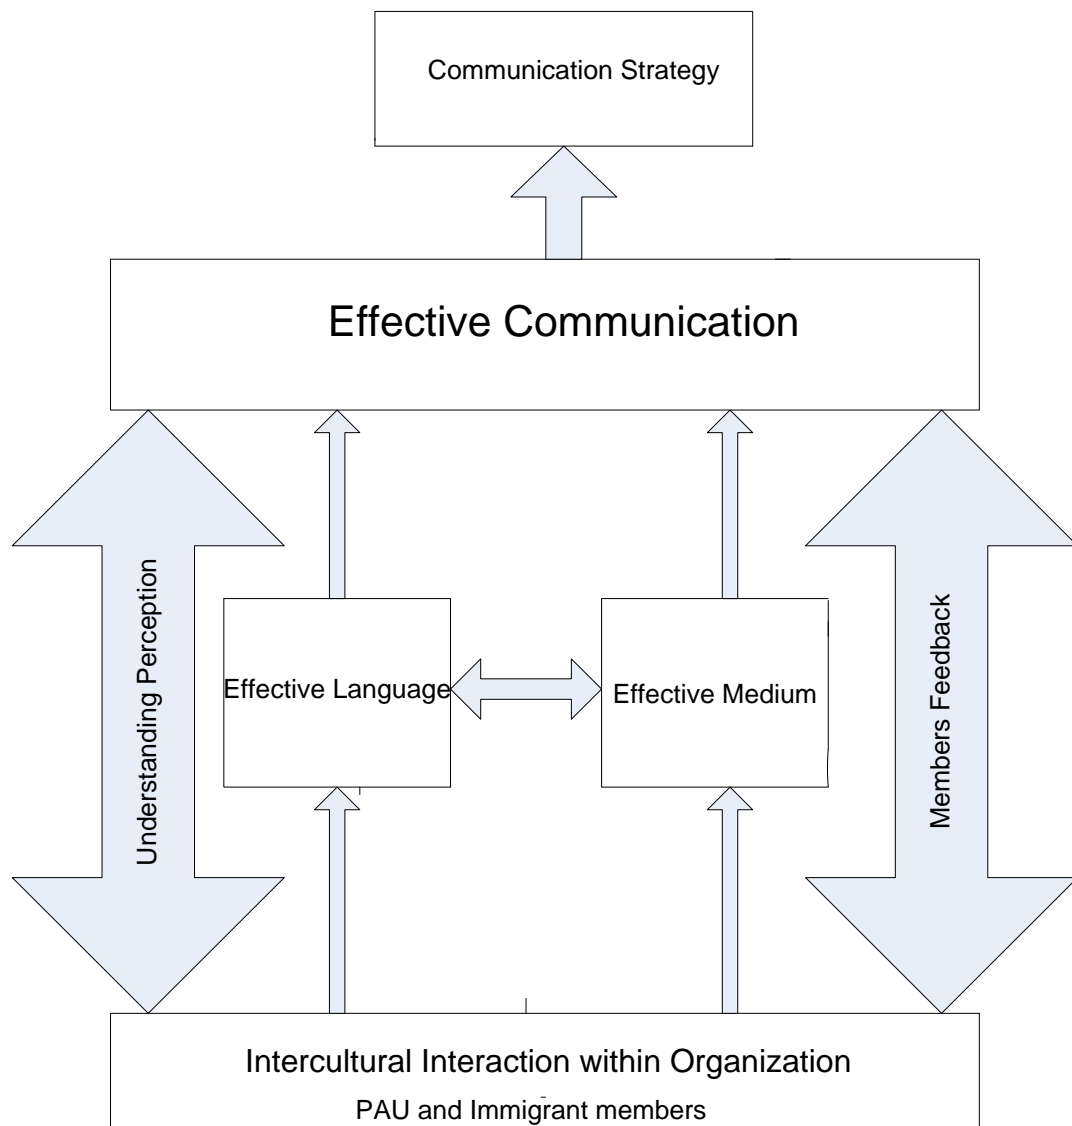 Communication Strategy
Effective Communication
Understanding Perception
Effective Language
Effective Medium
Members Feedback
Intercultural Interaction within Organization
PAU and Immigrant members